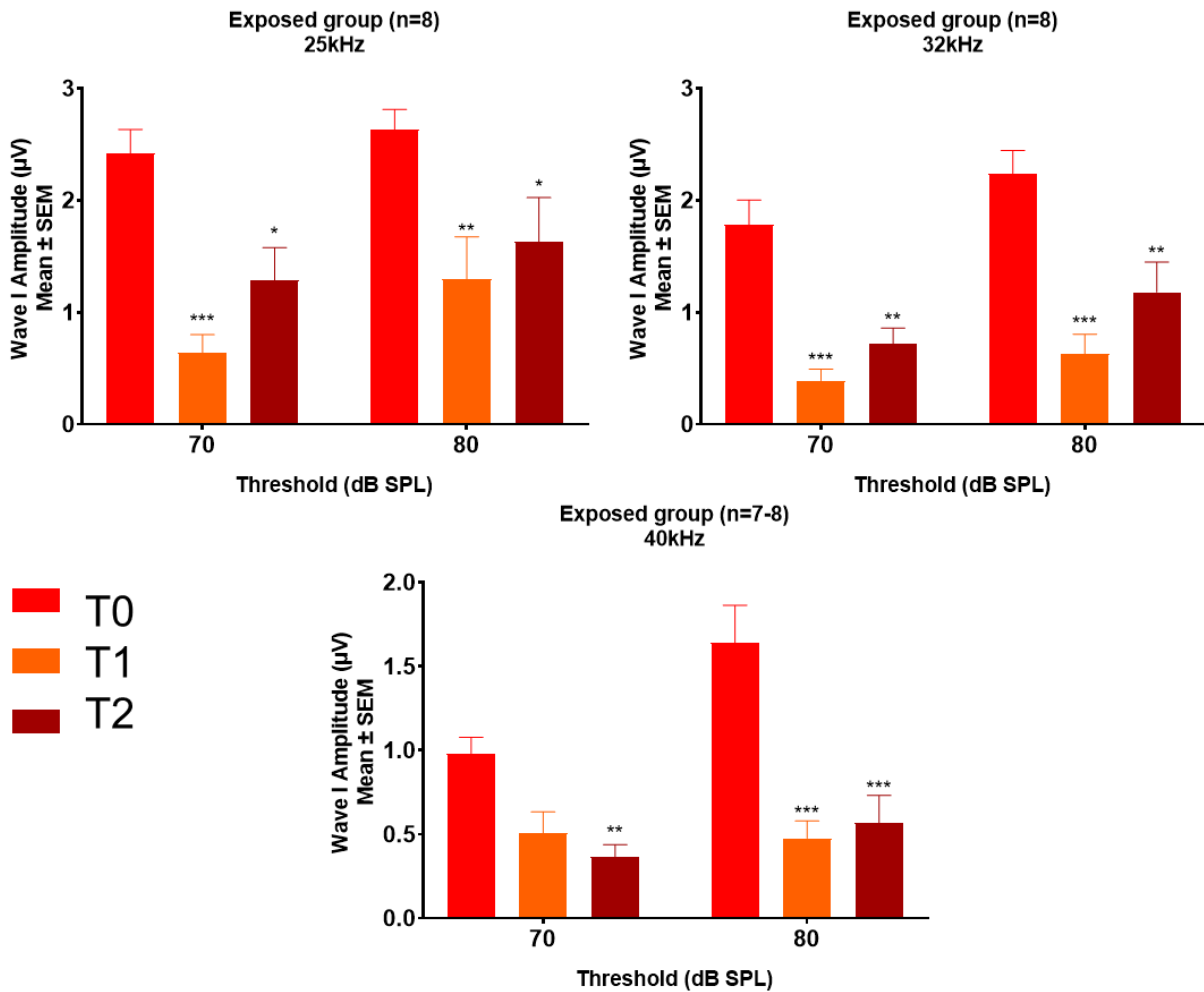 Exposed group (n=8)
25kHz
Wave I Amplitude (µV)
Mean ± SEM
3
2
1
0
***
*
**
*
70
80
Threshold (dB SPL)
Exposed group (n=8)
32kHz
Wave I Amplitude (µV)
Mean ± SEM
3
2
1
0
***
**
***
**
70
80
Threshold (dB SPL)
T0
T1
T2
Exposed group (n=7-8)
40kHz
Wave I Amplitude (µV)
Mean ± SEM
2.0
1.5
1.0
0.5
0.0
**
***
***
70
80
Threshold (dB SPL)